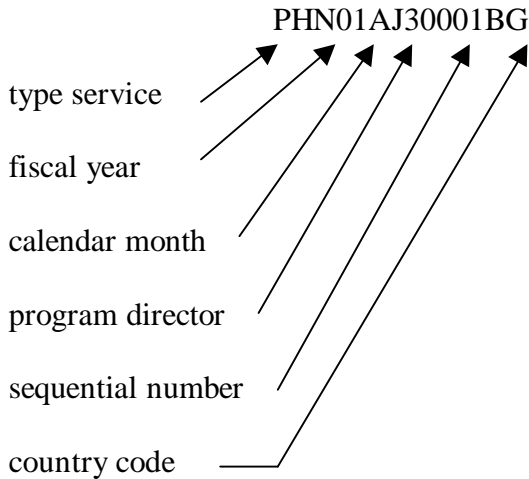 PHN01AJ30001BG
type service
fiscal year
calendar month
program director
sequential number
country code